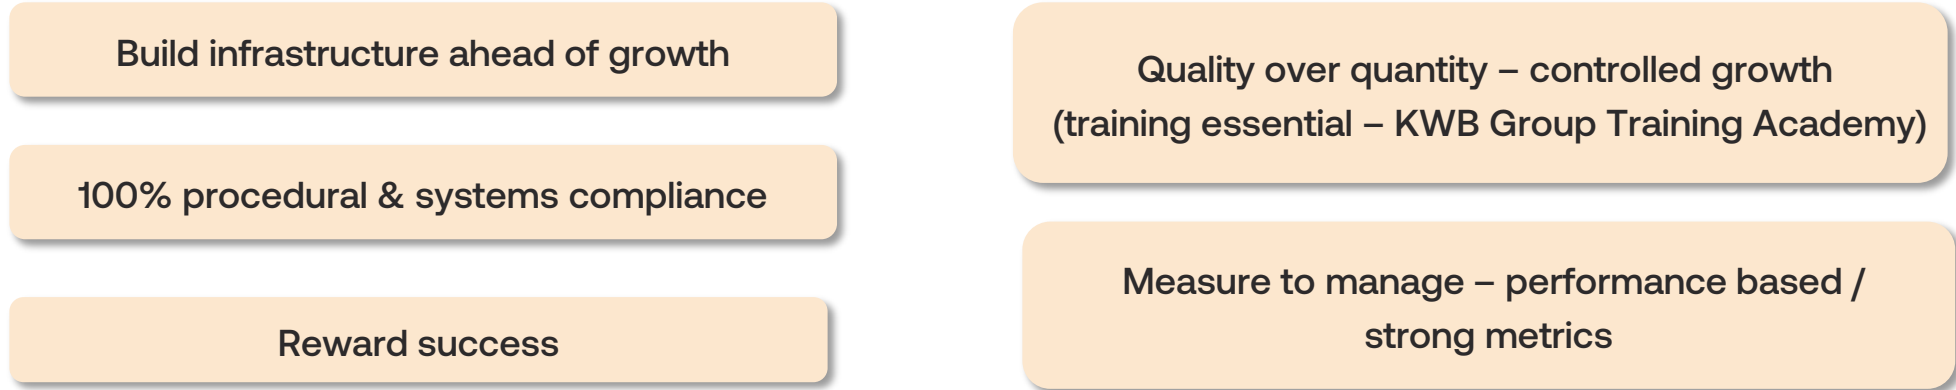 Build infrastructure ahead of growth
100% procedural & systems compliance
Reward success
Quality over quantity – controlled growth
(training essential – KWB Group Training Academy)
Measure to manage – performance based /
strong metrics